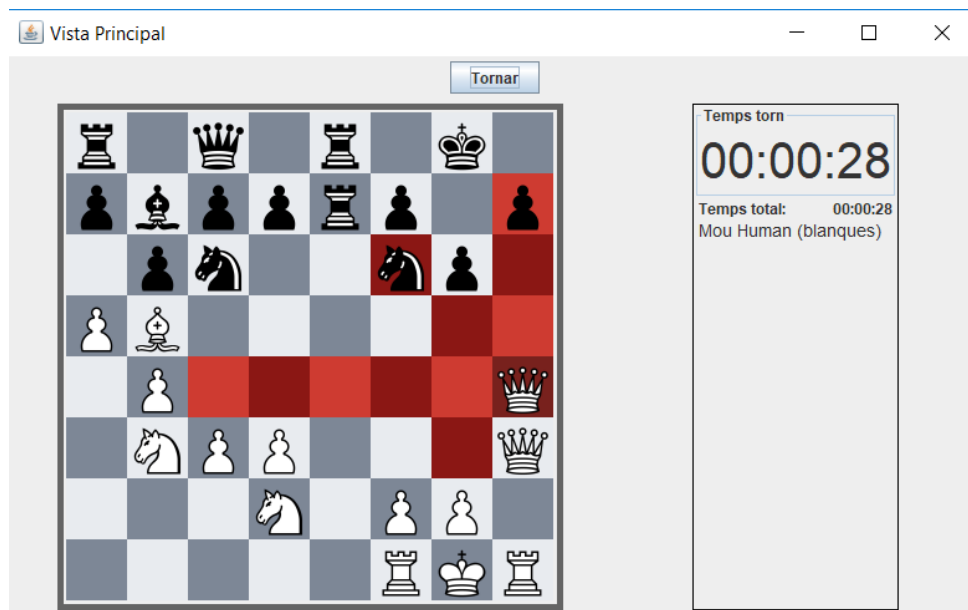 Vista Principal
Tornar
Temps torn
00:00:28
Temps total: 00:00:28
Mou Human (blanques)